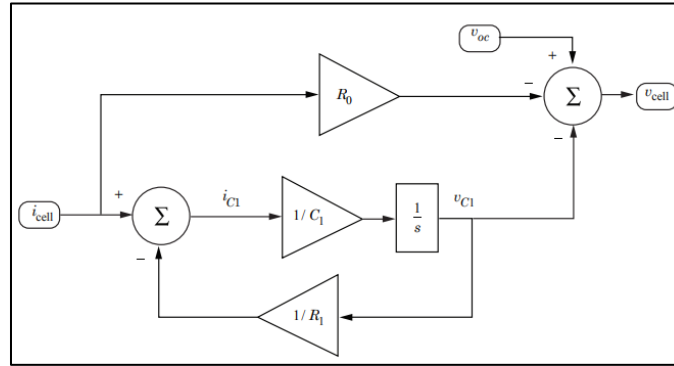 v_oc
+
−
R_0
Σ
v_cell
−
i_C1
v_C1
+
i_cell
Σ
1/C_1
1/s
−
1/R_1